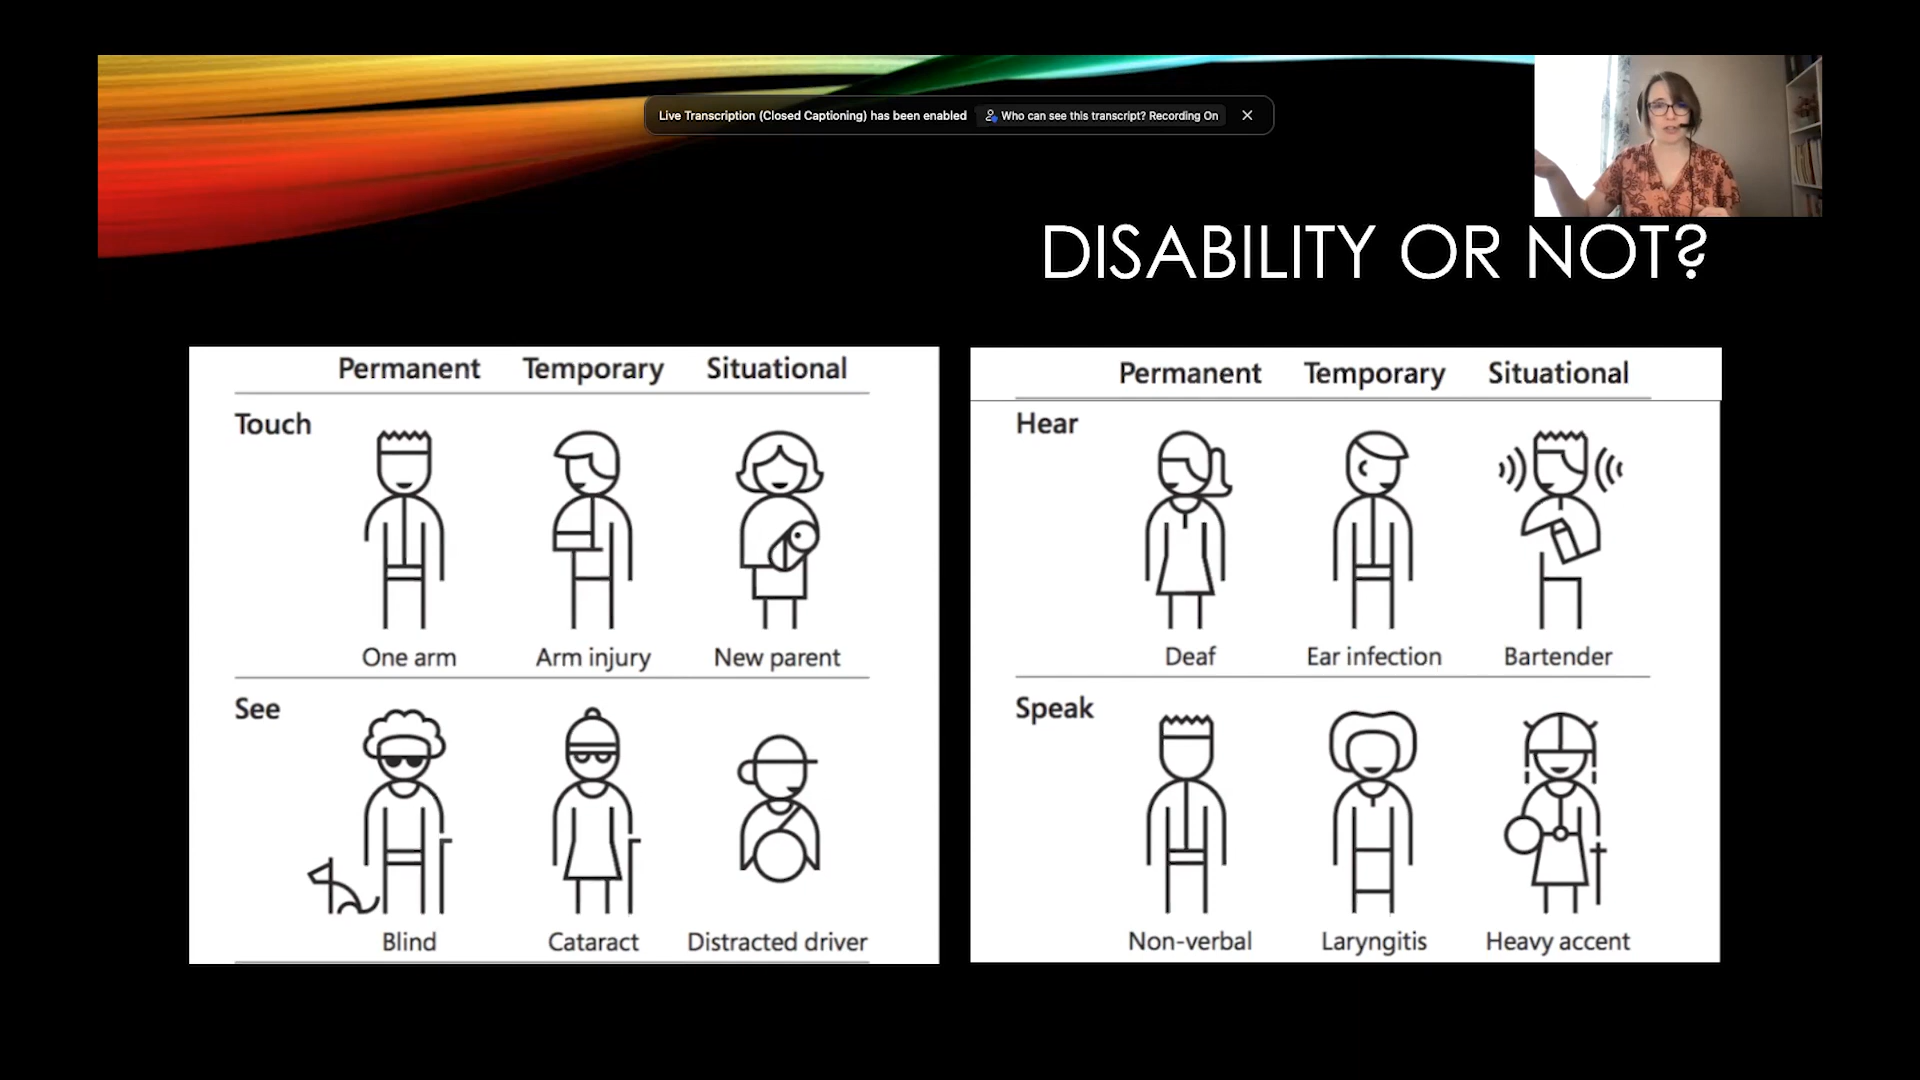 Live Transcription (Closed Captioning) has been enabled Who can see this transcript? Recording On
DISABILITY OR NOT?
Permanent Temporary Situational
Touch
One arm Arm injury New parent
See
Blind Cataract Distracted driver
Permanent Temporary Situational
Hear
Deaf Ear infection Bartender
Speak
Non-verbal Laryngitis Heavy accent